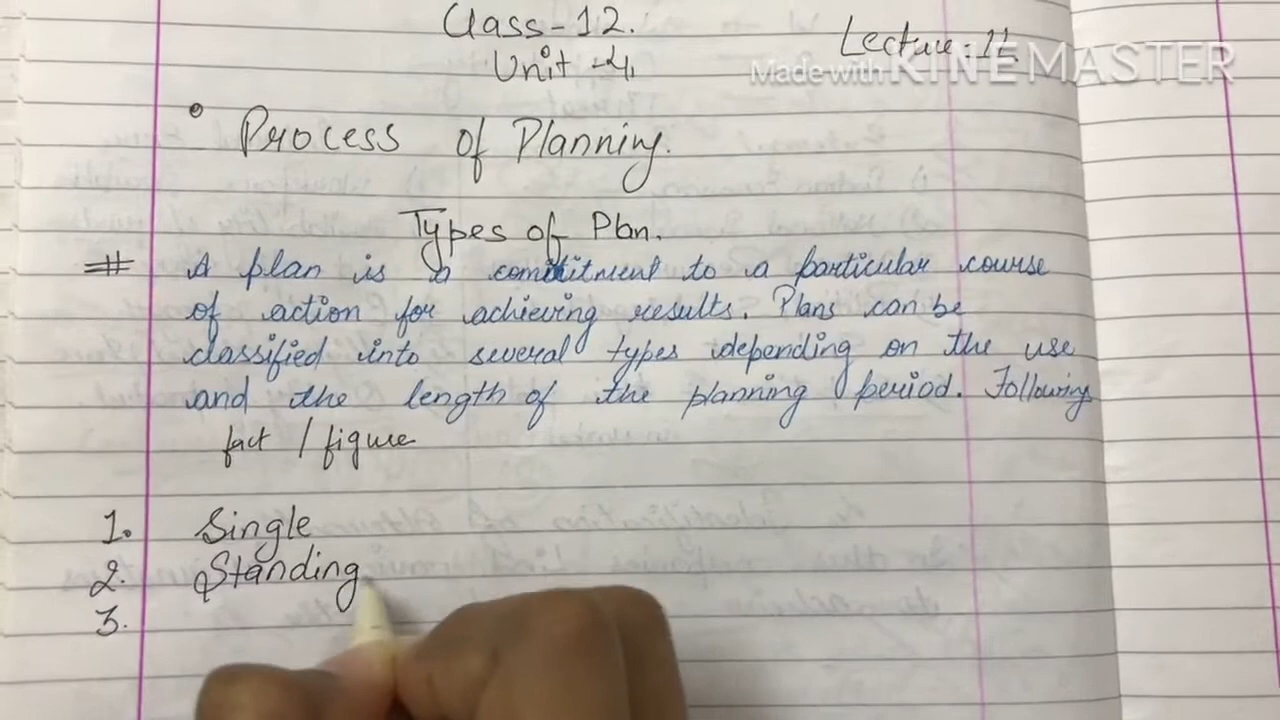 Class-12.
Unit-4.
Lecture: 11.
Made with KINEMASTER
Process of Planning.
Types of Plan.
# A plan is a comitment to a particular course
of action for achieving results. Plans can be
classified into several types depending on the use
and the length of the planning period. Following
fact / figure
1. Single
2. Standing
3.